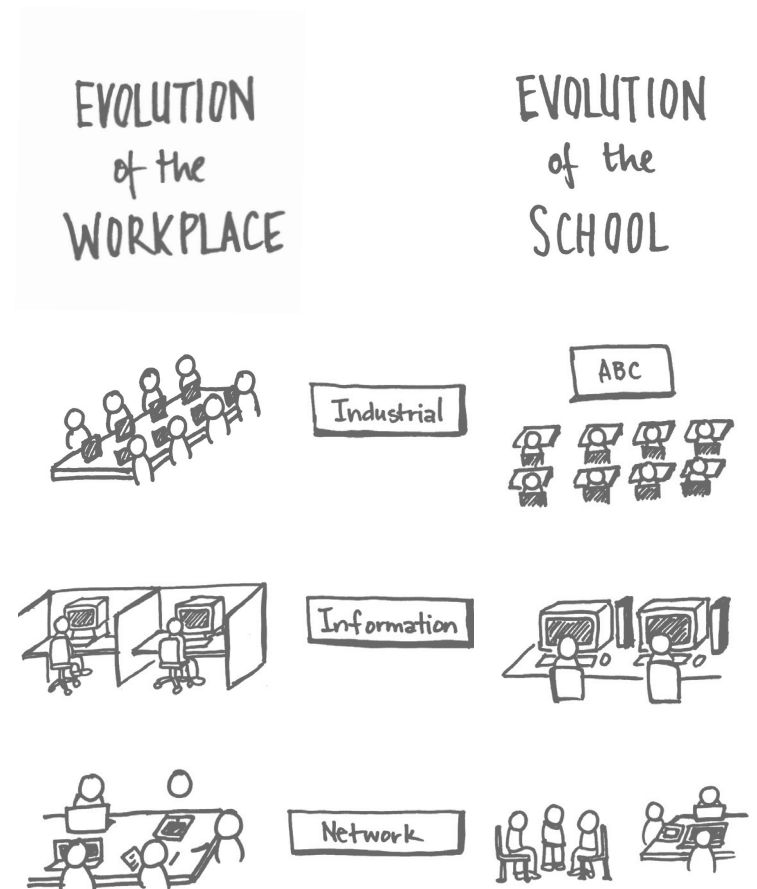 EVOLUTION
of the
WORKPLACE
EVOLUTION
of the
SCHOOL
ABC
Industrial
Information
Network